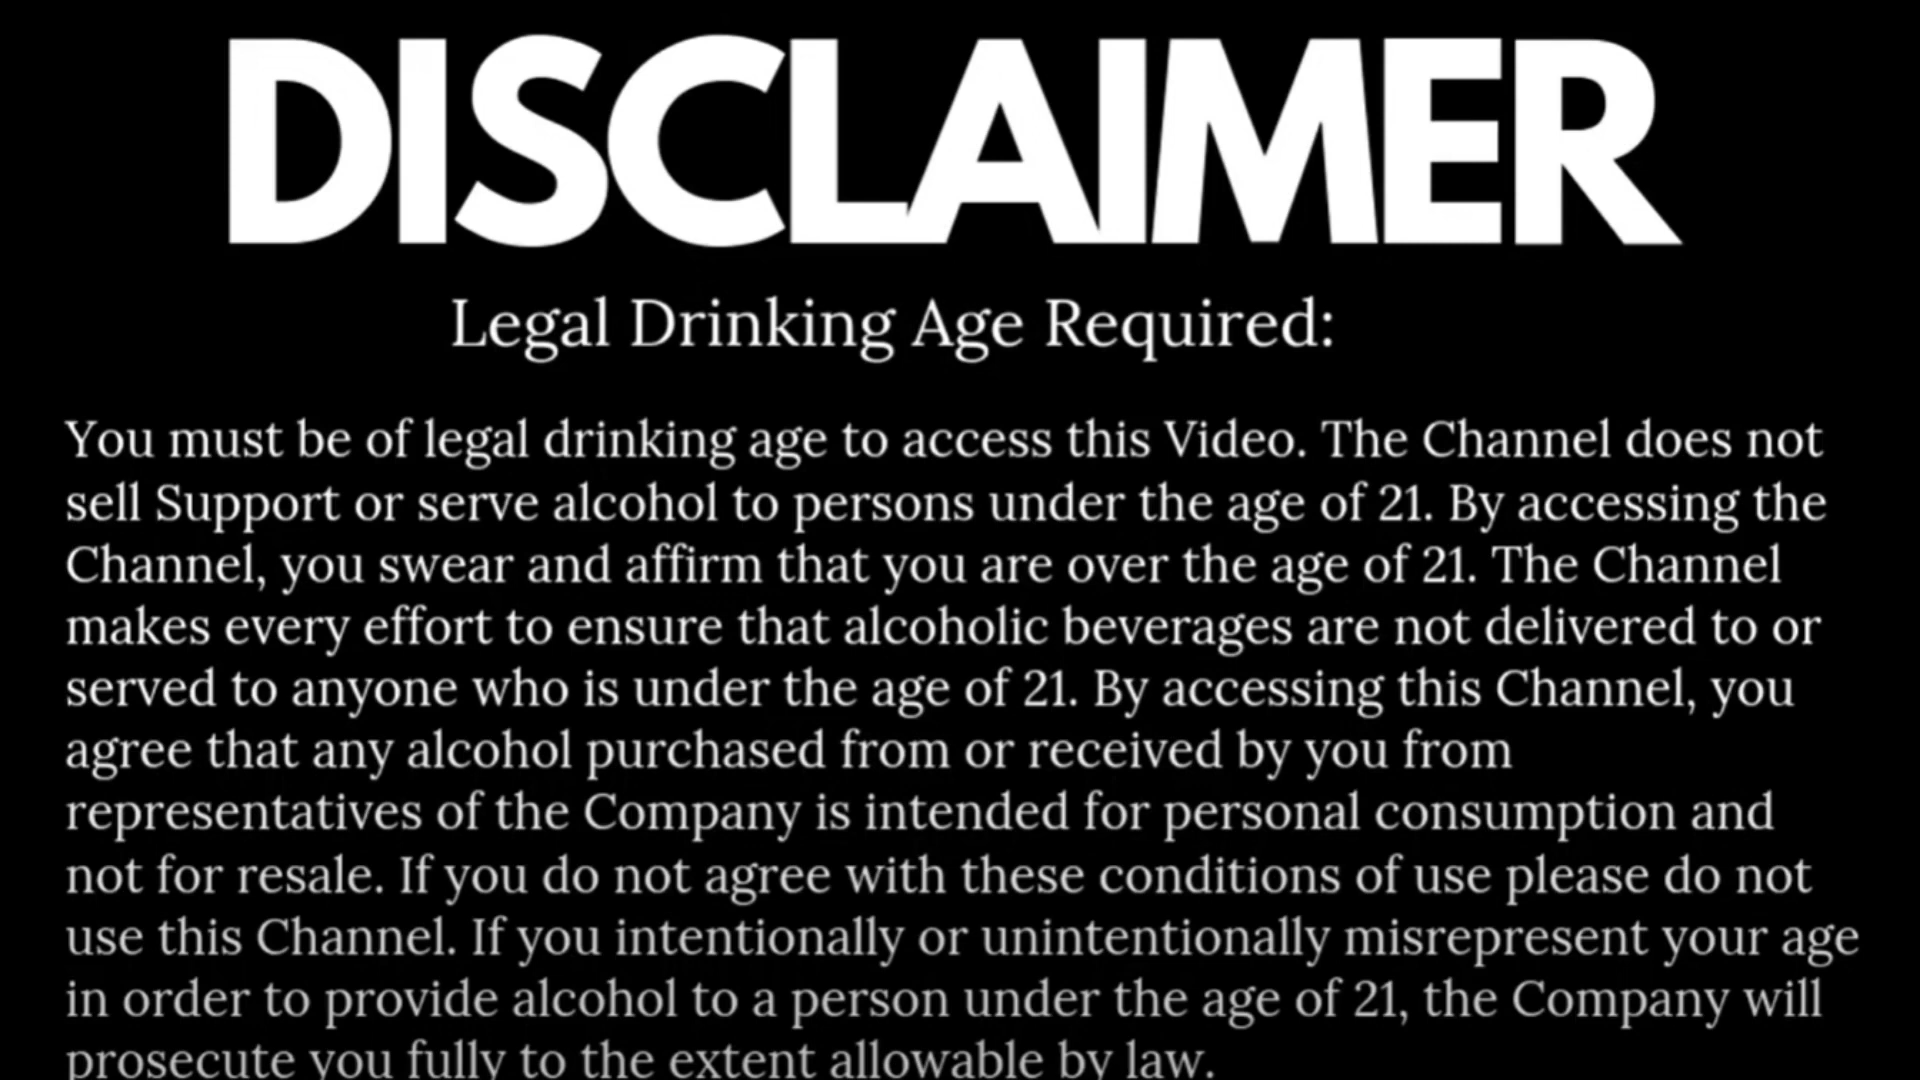 DISCLAIMER
Legal Drinking Age Required:
You must be of legal drinking age to access this Video. The Channel does not
sell Support or serve alcohol to persons under the age of 21. By accessing the
Channel, you swear and affirm that you are over the age of 21. The Channel
makes every effort to ensure that alcoholic beverages are not delivered to or
served to anyone who is under the age of 21. By accessing this Channel, you
agree that any alcohol purchased from or received by you from
representatives of the Company is intended for personal consumption and
not for resale. If you do not agree with these conditions of use please do not
use this Channel. If you intentionally or unintentionally misrepresent your age
in order to provide alcohol to a person under the age of 21, the Company will
prosecute you fully to the extent allowable by law.